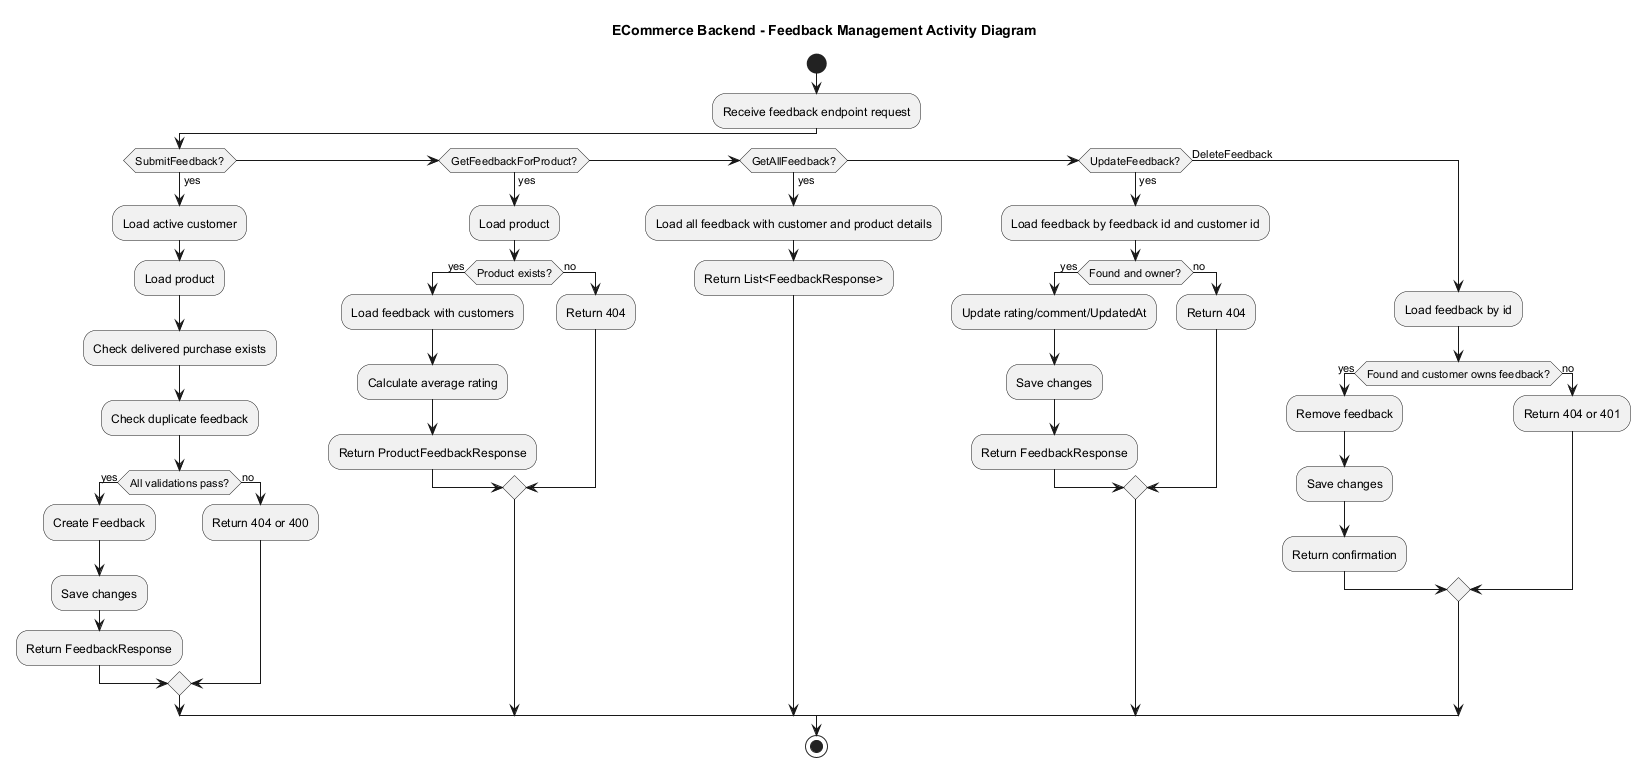 ECommerce Backend - Feedback Management Activity Diagram
Receive feedback endpoint request
SubmitFeedback?
yes
Load active customer
Load product
Check delivered purchase exists
Check duplicate feedback
All validations pass?
yes
no
Create Feedback
Return 404 or 400
Save changes
Return FeedbackResponse
GetFeedbackForProduct?
yes
Load product
Product exists?
yes
no
Load feedback with customers
Return 404
Calculate average rating
Return ProductFeedbackResponse
GetAllFeedback?
yes
Load all feedback with customer and product details
Return List<FeedbackResponse>
UpdateFeedback?
yes
Load feedback by feedback id and customer id
Found and owner?
yes
no
Update rating/comment/UpdatedAt
Return 404
Save changes
Return FeedbackResponse
DeleteFeedback
Load feedback by id
Found and customer owns feedback?
yes
no
Remove feedback
Return 404 or 401
Save changes
Return confirmation